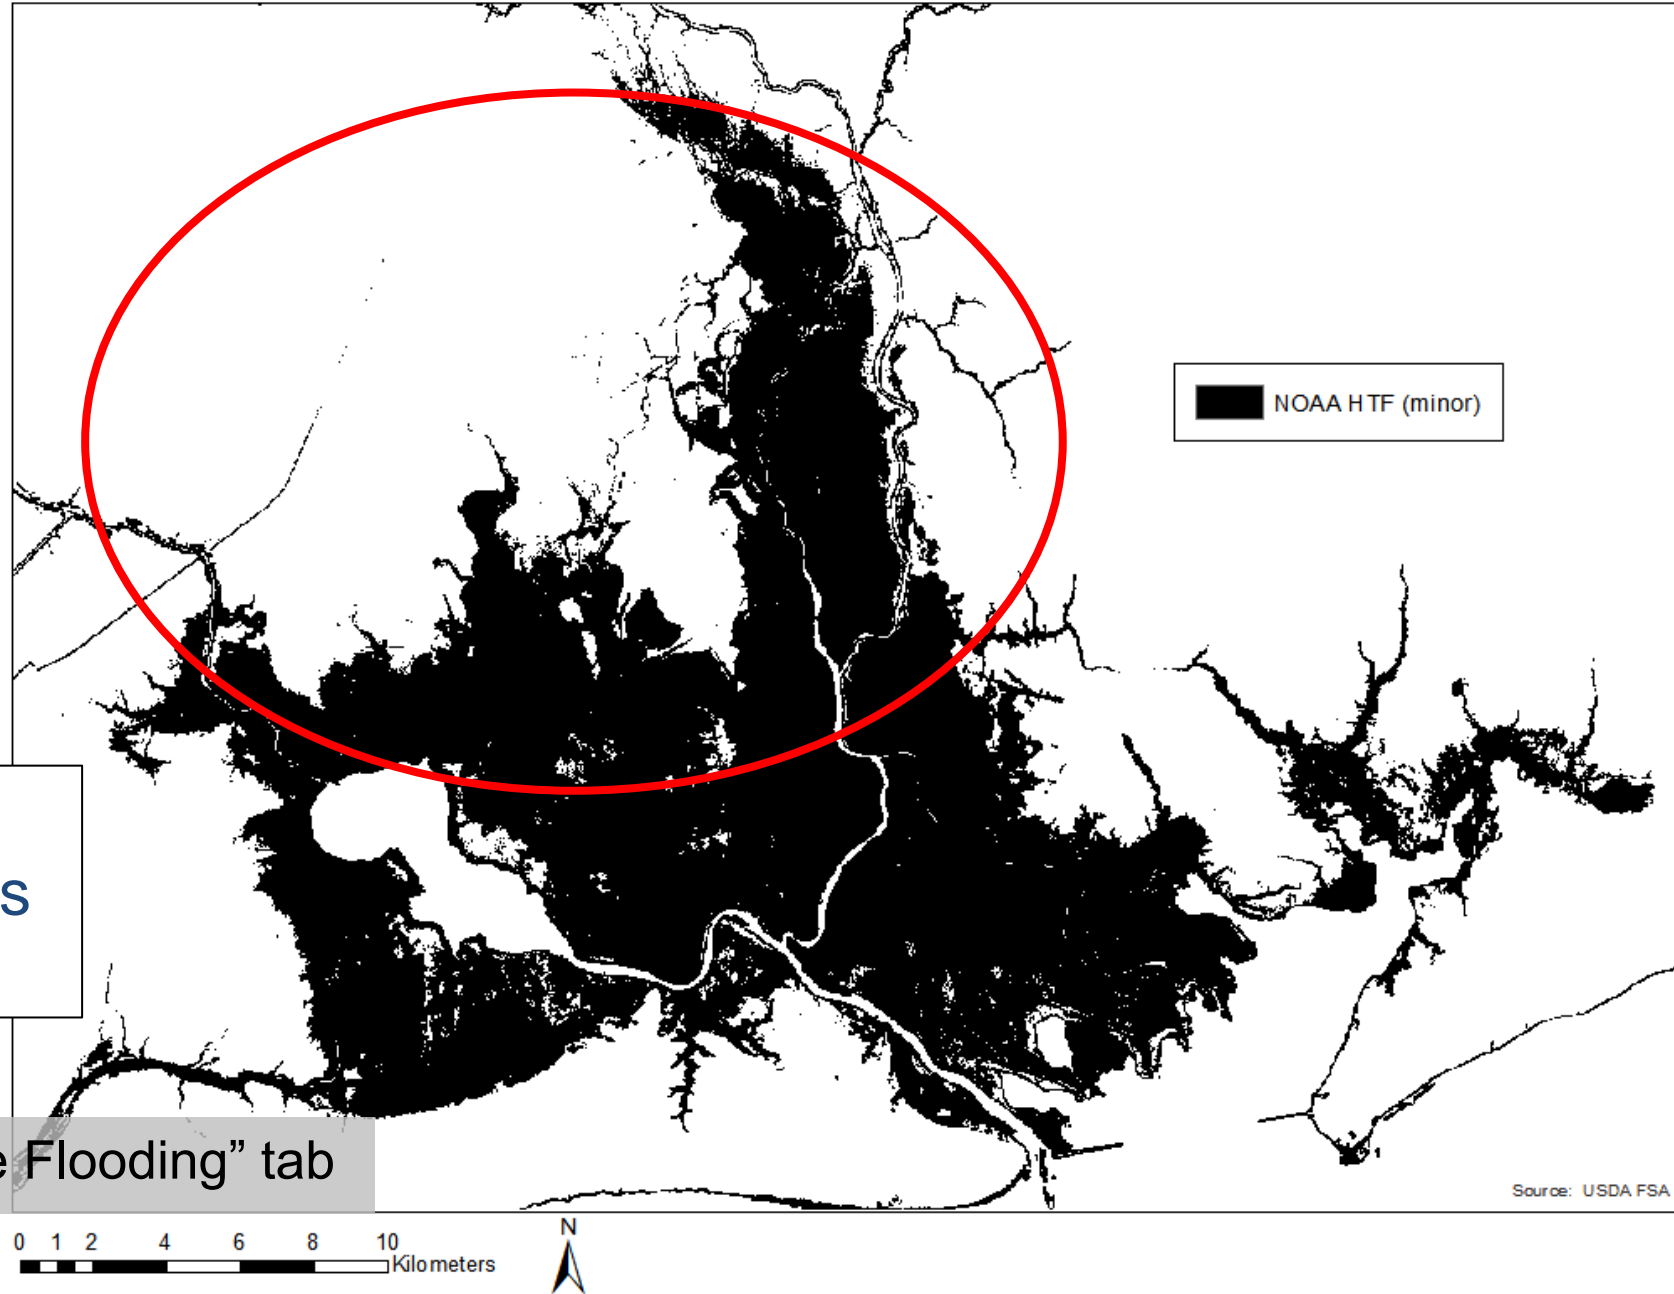 NOAA HTF (minor)
s
e Flooding” tab
Source: USDA FSA
0 1 2 4 6 8 10
Kilometers
N